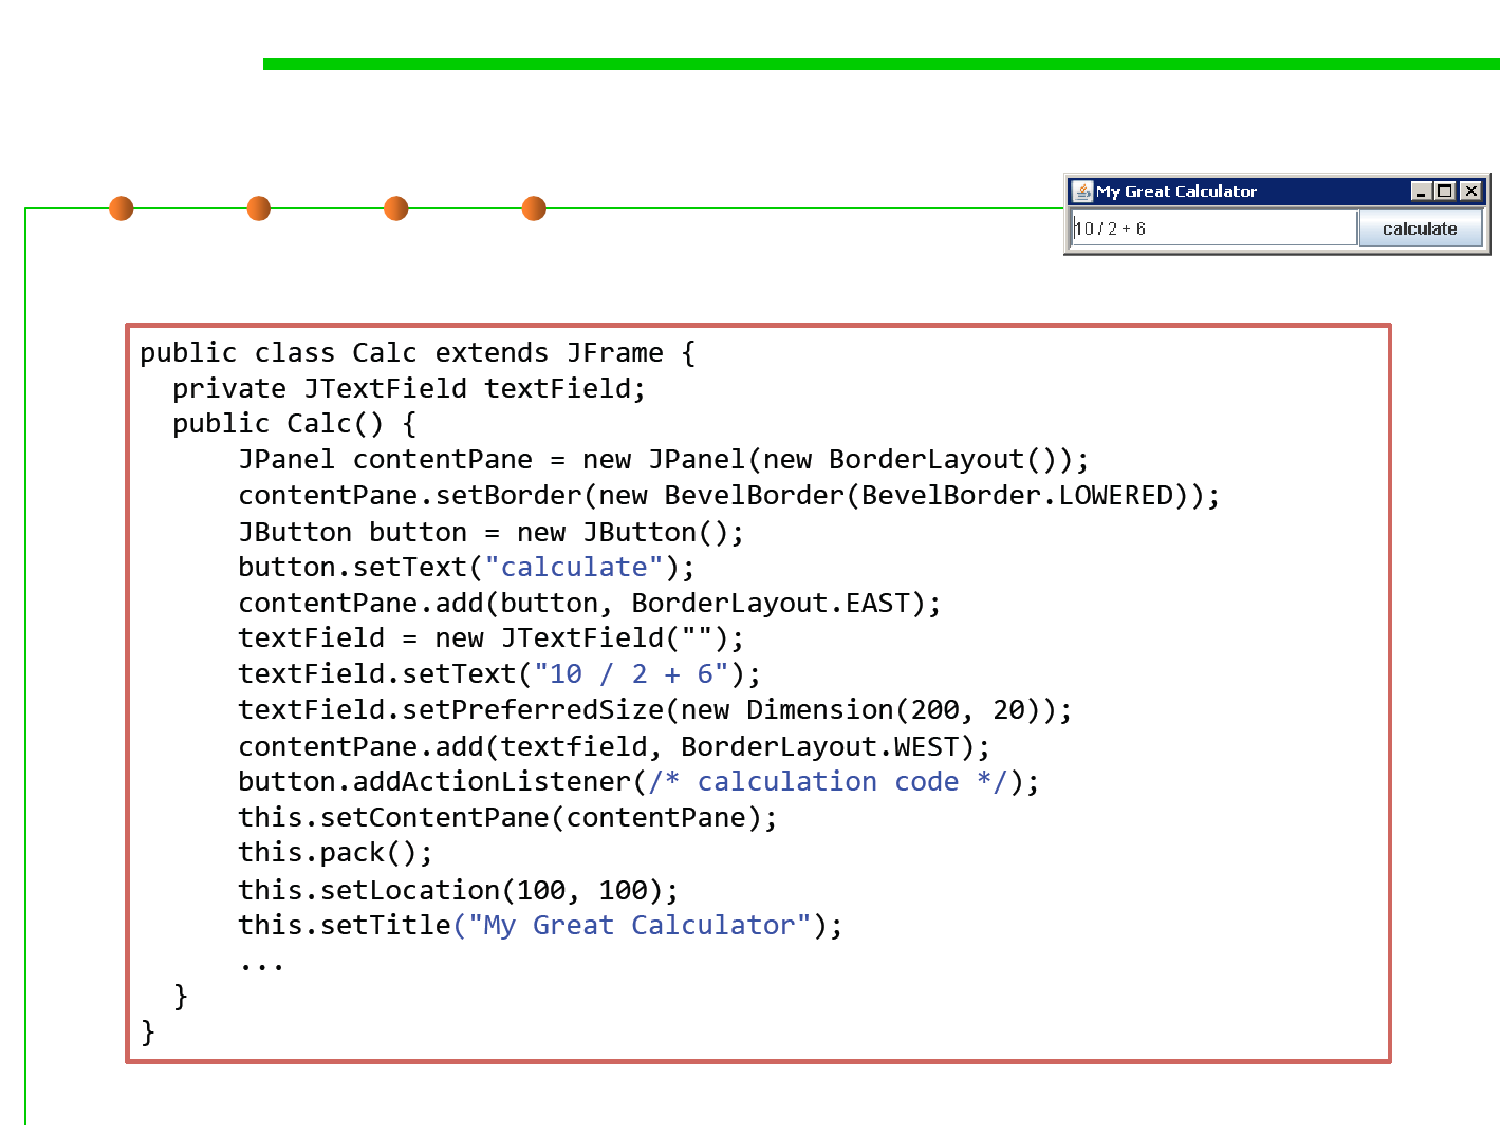 My Great Calculator
10 / 2 + 6
calculate
public class Calc extends JFrame {
  private JTextField textField;
  public Calc() {
      JPanel contentPane = new JPanel(new BorderLayout());
      contentPane.setBorder(new BevelBorder(BevelBorder.LOWERED));
      JButton button = new JButton();
      button.setText("calculate");
      contentPane.add(button, BorderLayout.EAST);
      textField = new JTextField("");
      textField.setText("10 / 2 + 6");
      textField.setPreferredSize(new Dimension(200, 20));
      contentPane.add(textfield, BorderLayout.WEST);
      button.addActionListener(/* calculation code */);
      this.setContentPane(contentPane);
      this.pack();
      this.setLocation(100, 100);
      this.setTitle("My Great Calculator");
      ...
  }
}